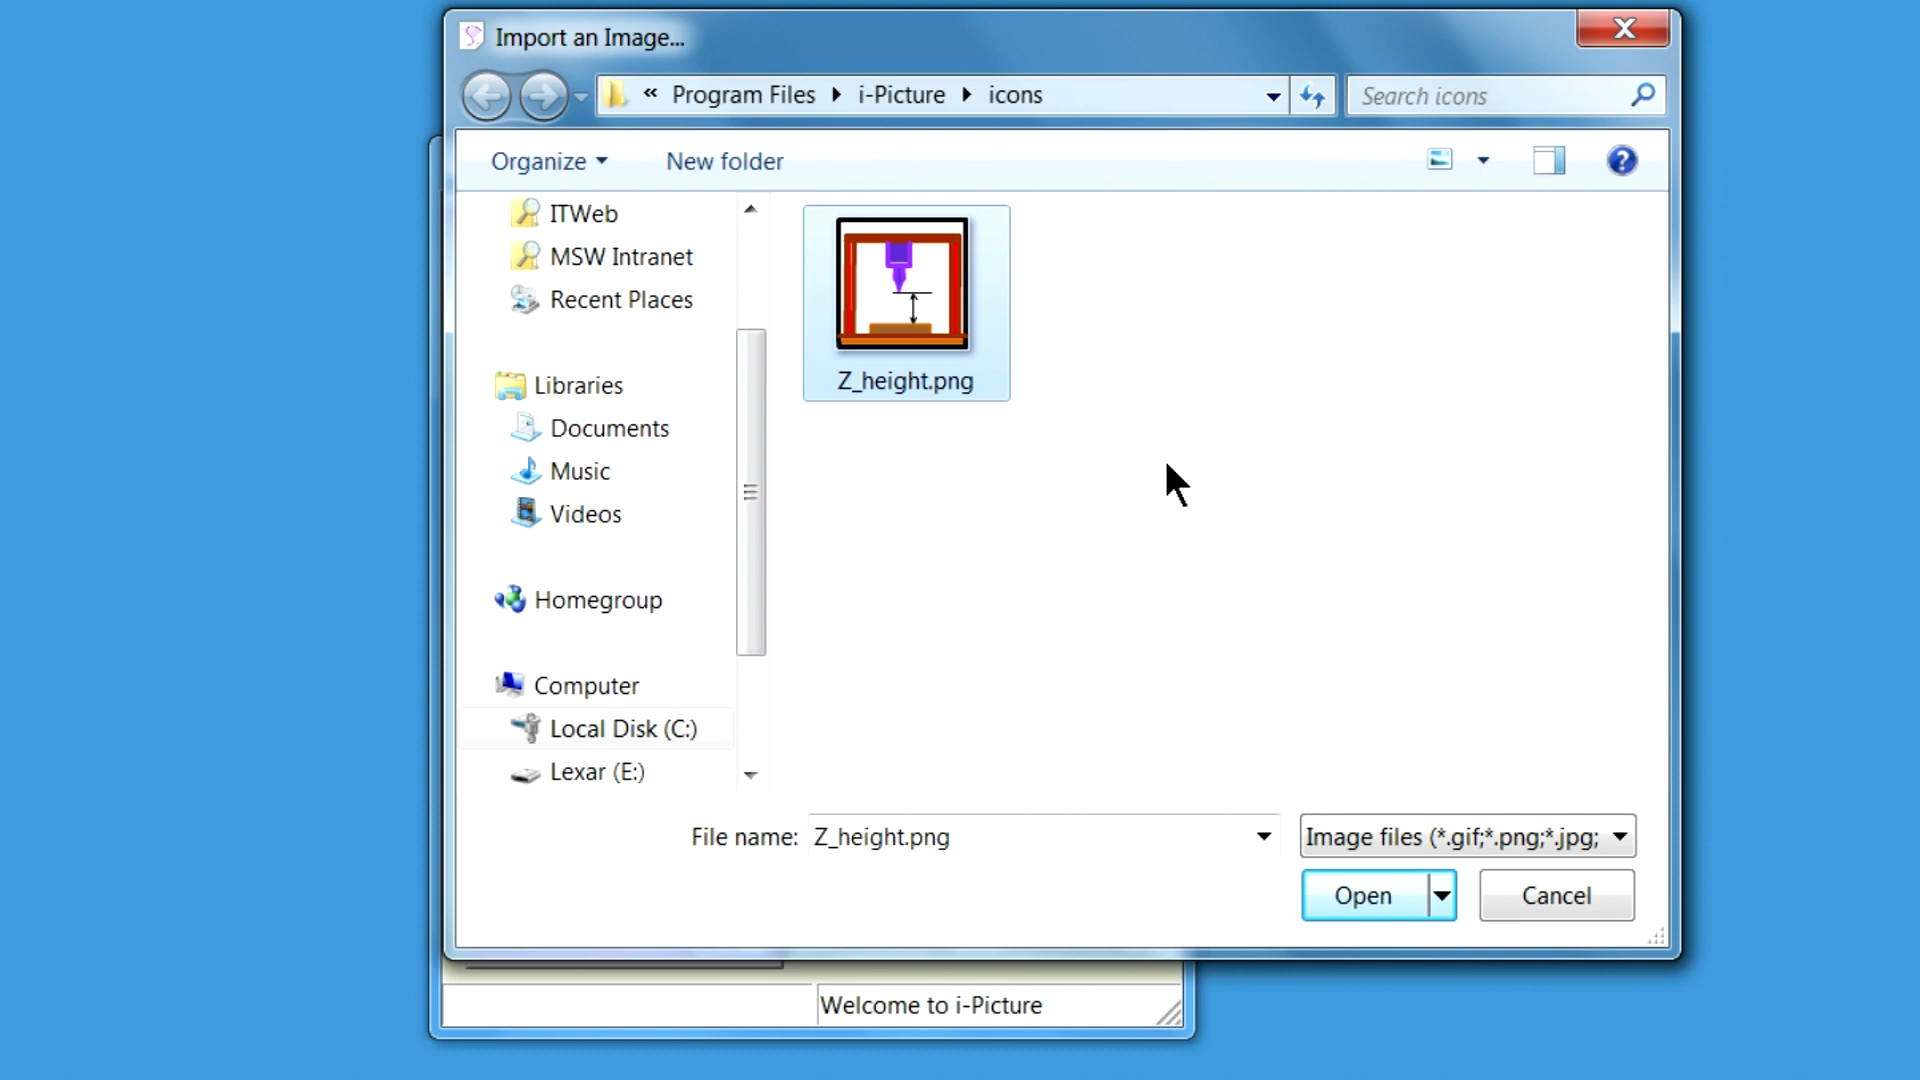 Import an Image...
« Program Files i-Picture icons
Search icons
Organize New folder
ITWeb
MSW Intranet
Recent Places
Libraries
Documents
Music
Videos
Homegroup
Computer
Local Disk (C:)
Lexar (E:)
Z_height.png
File name: Z_height.png
Image files (*.gif;*.png;*.jpg;
Open Cancel
Welcome to i-Picture